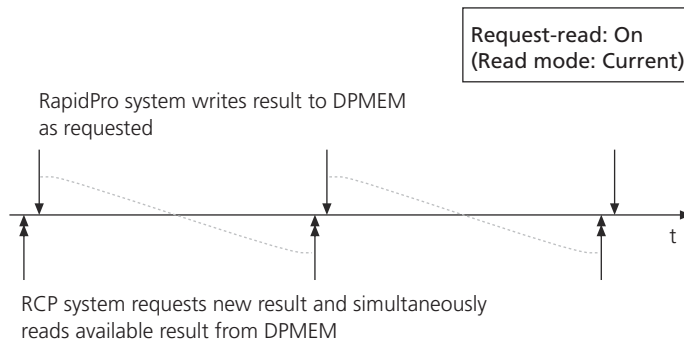 Request-read: On
(Read mode: Current)
RapidPro system writes result to DPMEM
as requested
t
RCP system requests new result and simultaneously
reads available result from DPMEM